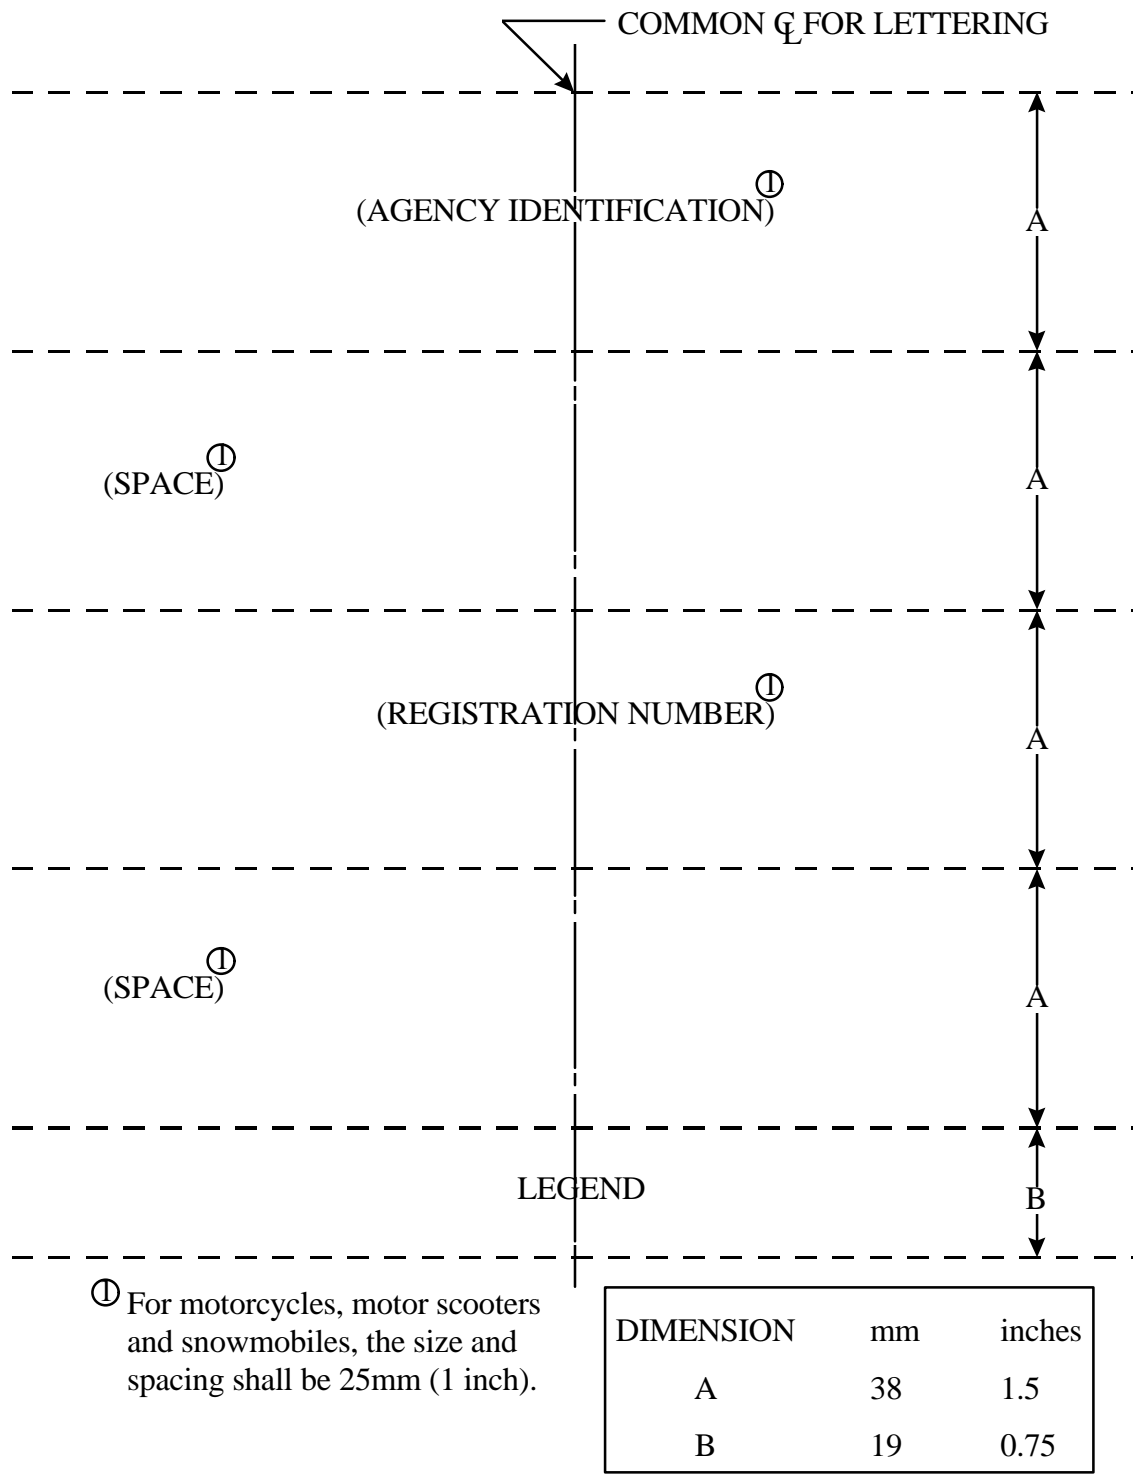 COMMON ℄ FOR LETTERING
(AGENCY IDENTIFICATION)①
A
(SPACE)①
A
(REGISTRATION NUMBER)①
A
(SPACE)①
A
LEGEND
B
① For motorcycles, motor scooters
and snowmobiles, the size and
spacing shall be 25mm (1 inch).
DIMENSION mm inches
A 38 1.5
B 19 0.75